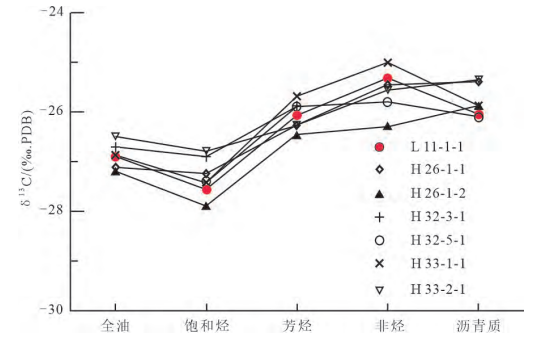 -24
-26
-28
-30
δ ¹³C/(‰.PDB)
L 11-1-1
H 26-1-1
H 26-1-2
H 32-3-1
H 32-5-1
H 33-1-1
H 33-2-1
全油 饱和烃 芳烃 非烃 沥青质